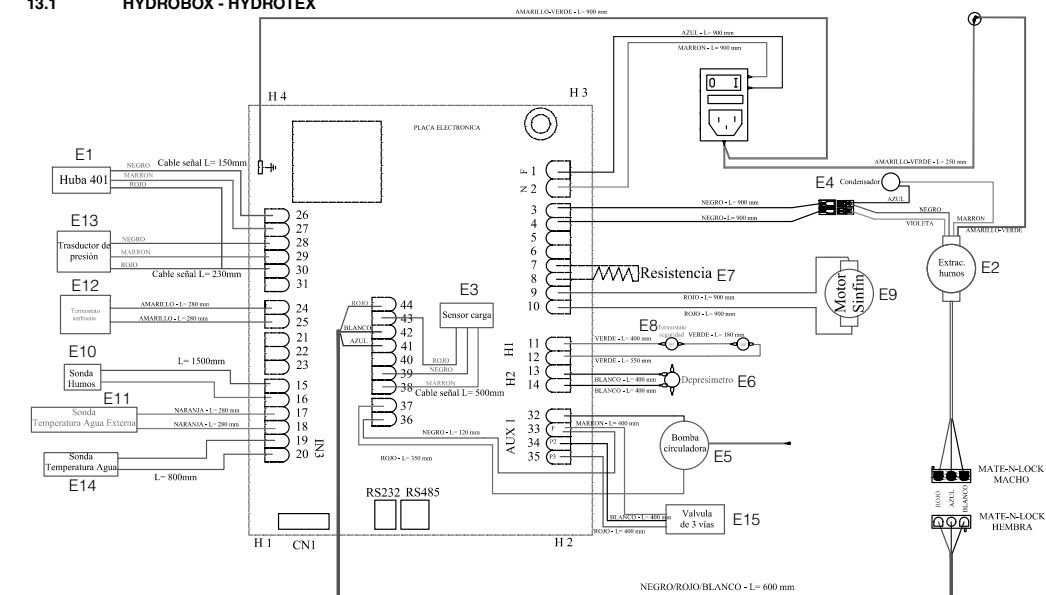 13.1 HYDROBOX - HYDROTEX
AMARILLO-VERDE - L= 900 mm
AZUL - L= 900 mm
MARRON - L= 900 mm
H 4
H 3
PLACA ELECTRONICA
O I
AMARILLO-VERDE - L= 250 mm
E1
Huba 401
NEGRO
MARRON
ROJO
Cable señal L= 150mm
F 1
N 2
E4
Condensador
AZUL
NEGRO
VIOLETA
MARRON
AMARILLO-VERDE
NEGRO - L= 900 mm
NEGRO - L= 900 mm
3
4
5
6
7
8
9
10
26
27
28
29
30
31
E13
Trasductor de
presión
NEGRO
MARRON
ROJO
Cable señal L= 230mm
Extrac.
humos
E2
Resistencia E7
ROJO - L= 900 mm
ROJO - L= 900 mm
Motor
Sinfin
E9
E12
Termostato
ambiene
AMARILLO - L= 280 mm
AMARILLO - L= 280 mm
24
25
21
22
23
E3
Sensor carga
ROJO
BLANCO
AZUL
44
43
42
41
40
39
38
37
36
ROJO
NEGRO
MARRON
Cable señal L= 500mm
E8
Termostato
seguridad
VERDE - L= 400 mm
VERDE - L= 180 mm
VERDE - L= 550 mm
H1
H2
11
12
13
14
BLANCO - L= 400 mm
BLANCO - L= 400 mm
Depresimetro E6
E10
Sonda
Humos
L= 1500mm
15
16
17
18
19
20
IN3
E11
Sonda
Temperatura Agua Externa
NARANJA - L= 280 mm
NARANJA - L= 280 mm
Sonda
Temperatura Agua
E14
L= 800mm
NEGRO - L= 120 mm
ROJO - L= 350 mm
AUX 1
32
33
34
35
F
P2
P3
MARRON - L= 400 mm
Bomba
circuladora
E5
BLANCO - L= 400 mm
ROJO - L= 400 mm
Valvula
de 3 vias
E15
RS232 RS485
H 1
CN1
H 2
MATE-N-LOCK
MACHO
ROJO
AZUL
BLANCO
MATE-N-LOCK
HEMBRA
NEGRO/ROJO/BLANCO - L= 600 mm